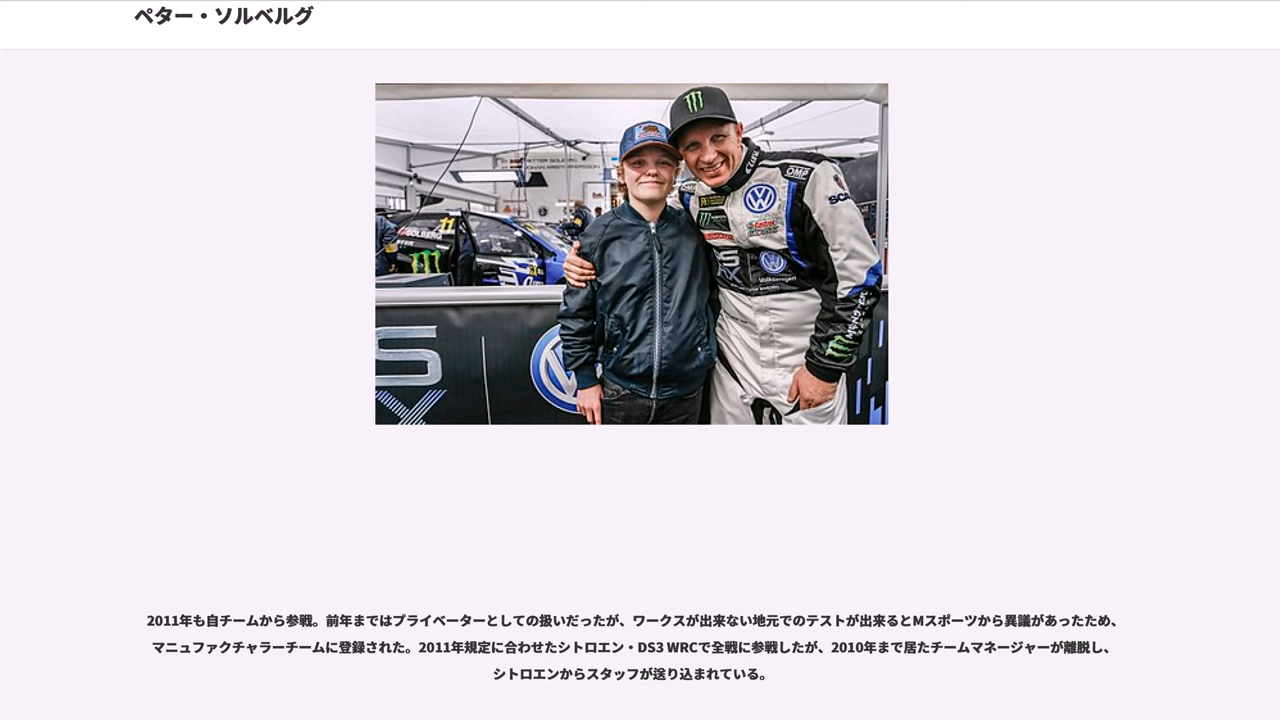 ペター・ソルベルグ
PETTER SOLBERG
JOHAN KRISTOFFERSSON
OMP
11
SOLBERG
Castrol
Volkswagen
S
X
2011年も自チームから参戦。前年まではプライベーターとしての扱いだったが、ワークスが出来ない地元でのテストが出来るとMスポーツから異議があったため、
マニュファクチャラーチームに登録された。2011年規定に合わせたシトロエン・DS3 WRCで全戦に参戦したが、2010年まで居たチームマネージャーが離脱し、
シトロエンからスタッフが送り込まれている。